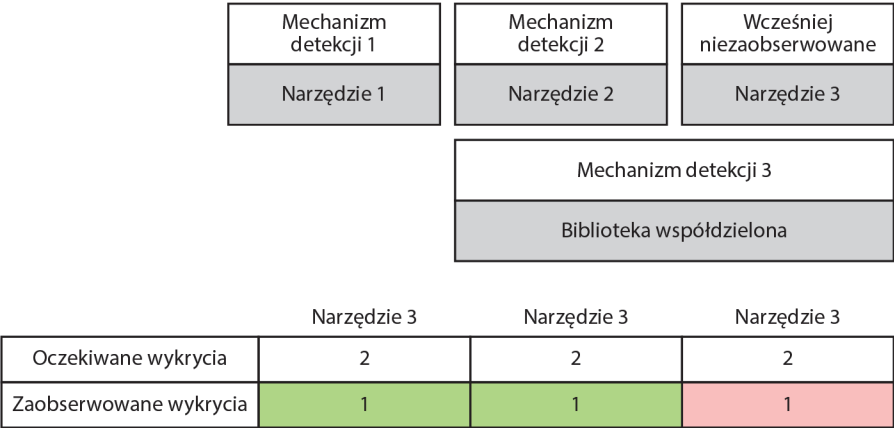 Mechanizm
detekcji 1
Mechanizm
detekcji 2
Wcześniej
niezaobserwowane
Narzędzie 1
Narzędzie 2
Narzędzie 3
Mechanizm detekcji 3
Biblioteka współdzielona
Narzędzie 3
Narzędzie 3
Narzędzie 3
Oczekiwane wykrycia 2 2 2
Zaobserwowane wykrycia 1 1 1